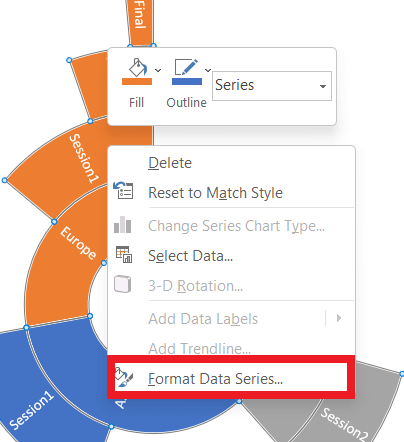 Final
Fill
Outline
Series
Session1
Europe
Delete
Reset to Match Style
Change Series Chart Type...
Select Data...
3-D Rotation...
Add Data Labels
Add Trendline...
Format Data Series...
Session1
A
Session2